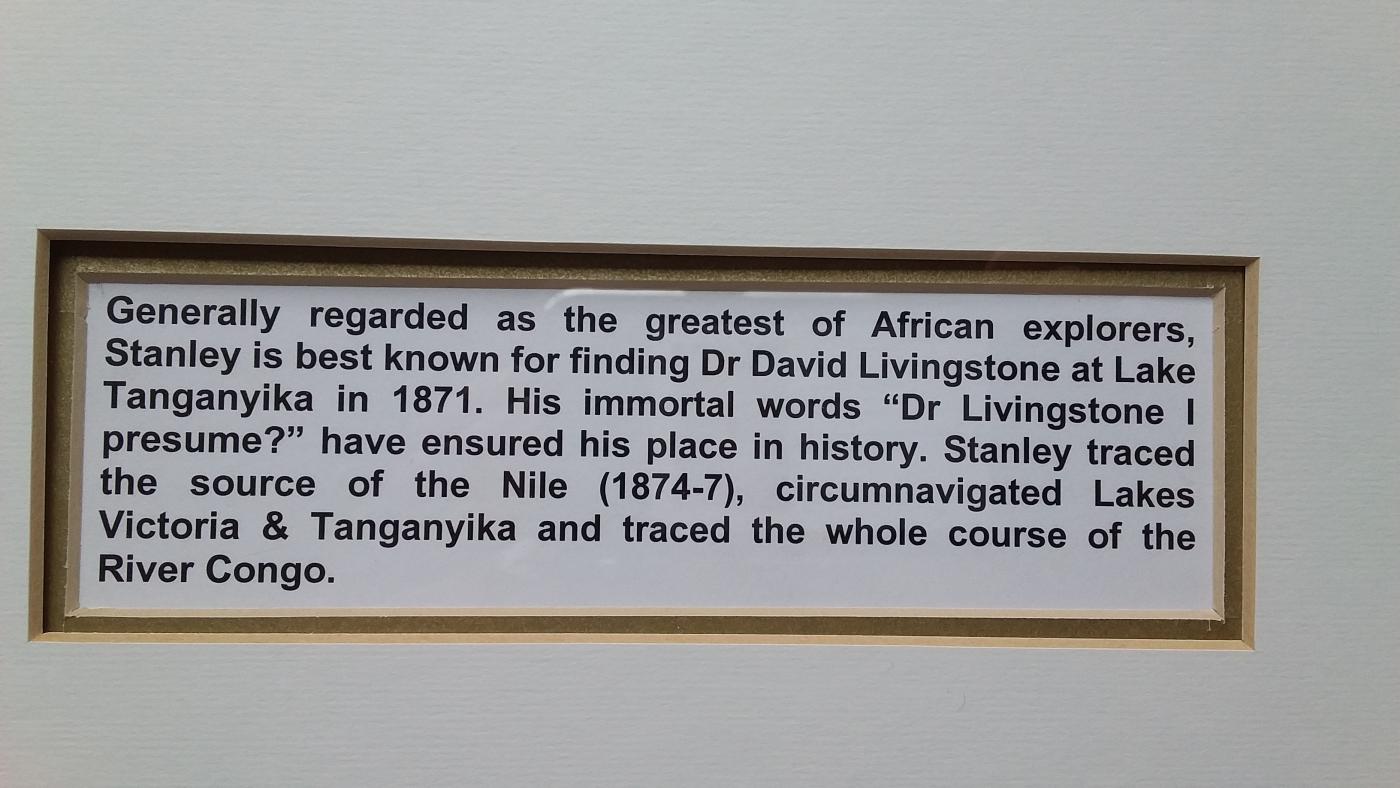 Generally regarded as the greatest of African explorers,
Stanley is best known for finding Dr David Livingstone at Lake
Tanganyika in 1871. His immortal words “Dr Livingstone I
presume?” have ensured his place in history. Stanley traced
the source of the Nile (1874-7), circumnavigated Lakes
Victoria & Tanganyika and traced the whole course of the
River Congo.